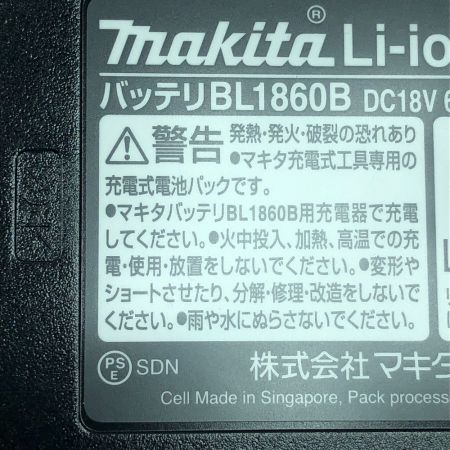 makita® Li-io
バッテリBL1860B DC18V 6
警告 発熱・発火・破裂の恐れあり
●マキタ充電式工具専用の
充電式電池パックです。
●マキタバッテリBL1860B用充電器で充電
してください。●火中投入、加熱、高温での充
電・使用・放置をしないでください。●変形や
ショートさせたり、分解・修理・改造をしないで
ください。●雨や水にぬらさないでください。
PSE SDN 株式会社 マキタ
Cell Made in Singapore, Pack process